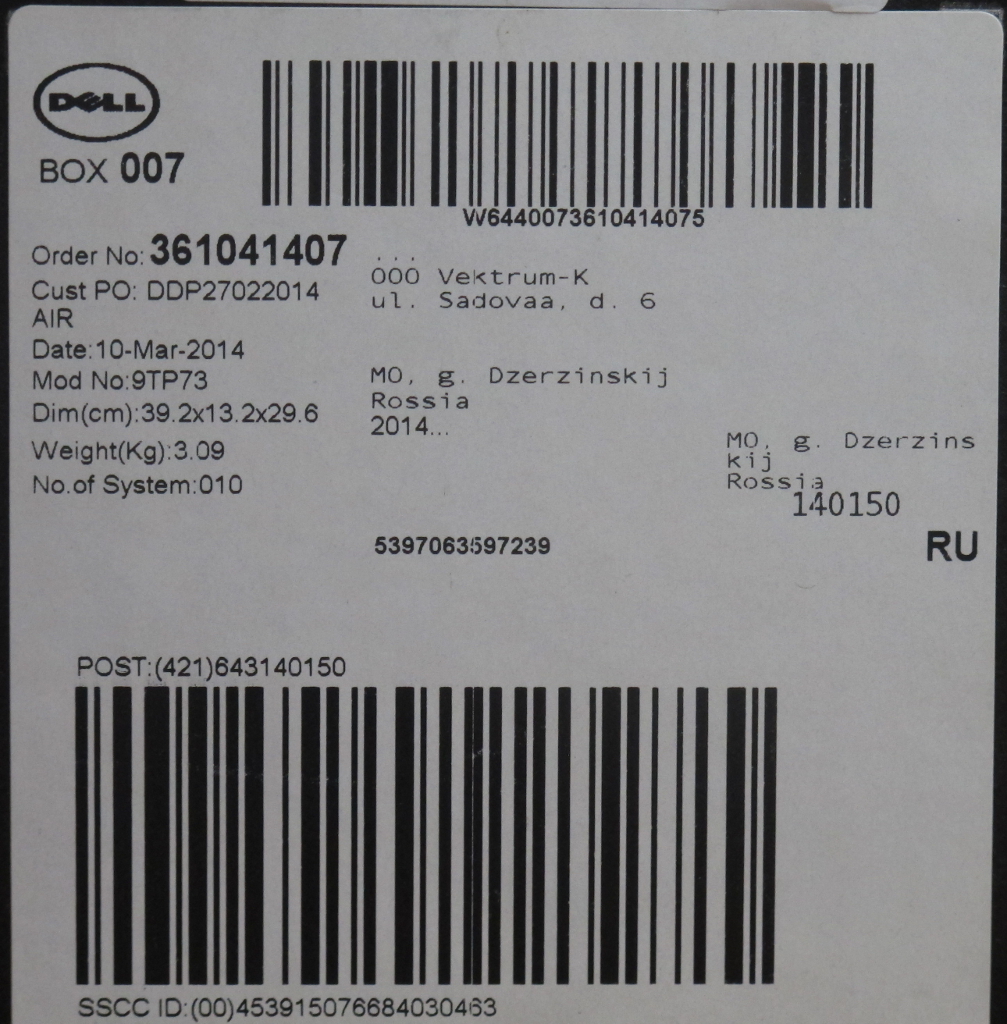 DELL
BOX 007
W6440073610414075
Order No: 361041407
Cust PO: DDP27022014
AIR
Date:10-Mar-2014
Mod No:9TP73
Dim(cm):39.2x13.2x29.6
Weight(Kg):3.09
No.of System:010
...
OOO Vektrum-K
ul. Sadovaa, d. 6
MO, g. Dzerzinskij
Rossia
2014...
MO, g. Dzerzins
kij
Rossia
140150
5397063597239
RU
POST:(421)643140150
SSCC ID:(00)453915076684030463